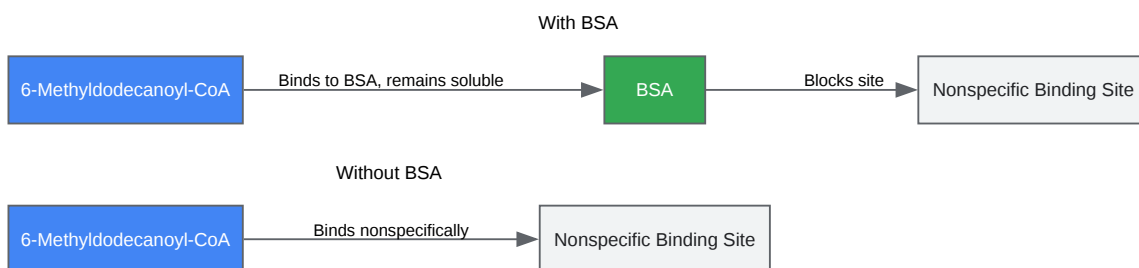 With BSA
6-Methyldodecanoyl-CoA
Binds to BSA, remains soluble
BSA
Blocks site
Nonspecific Binding Site
Without BSA
6-Methyldodecanoyl-CoA
Binds nonspecifically
Nonspecific Binding Site